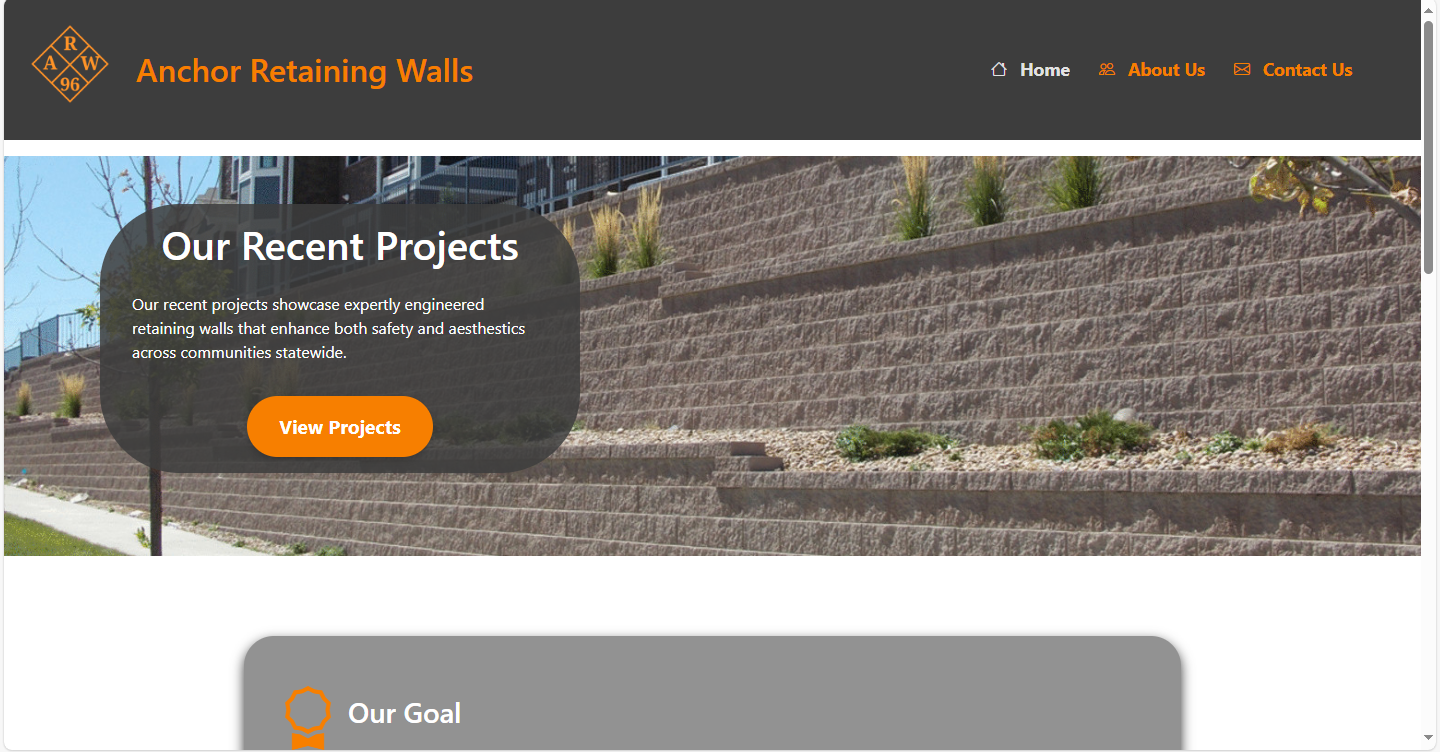 R
A W
96
Anchor Retaining Walls
Home
About Us
Contact Us
Our Recent Projects
Our recent projects showcase expertly engineered
retaining walls that enhance both safety and aesthestics
across communities statewide.
View Projects
Our Goal